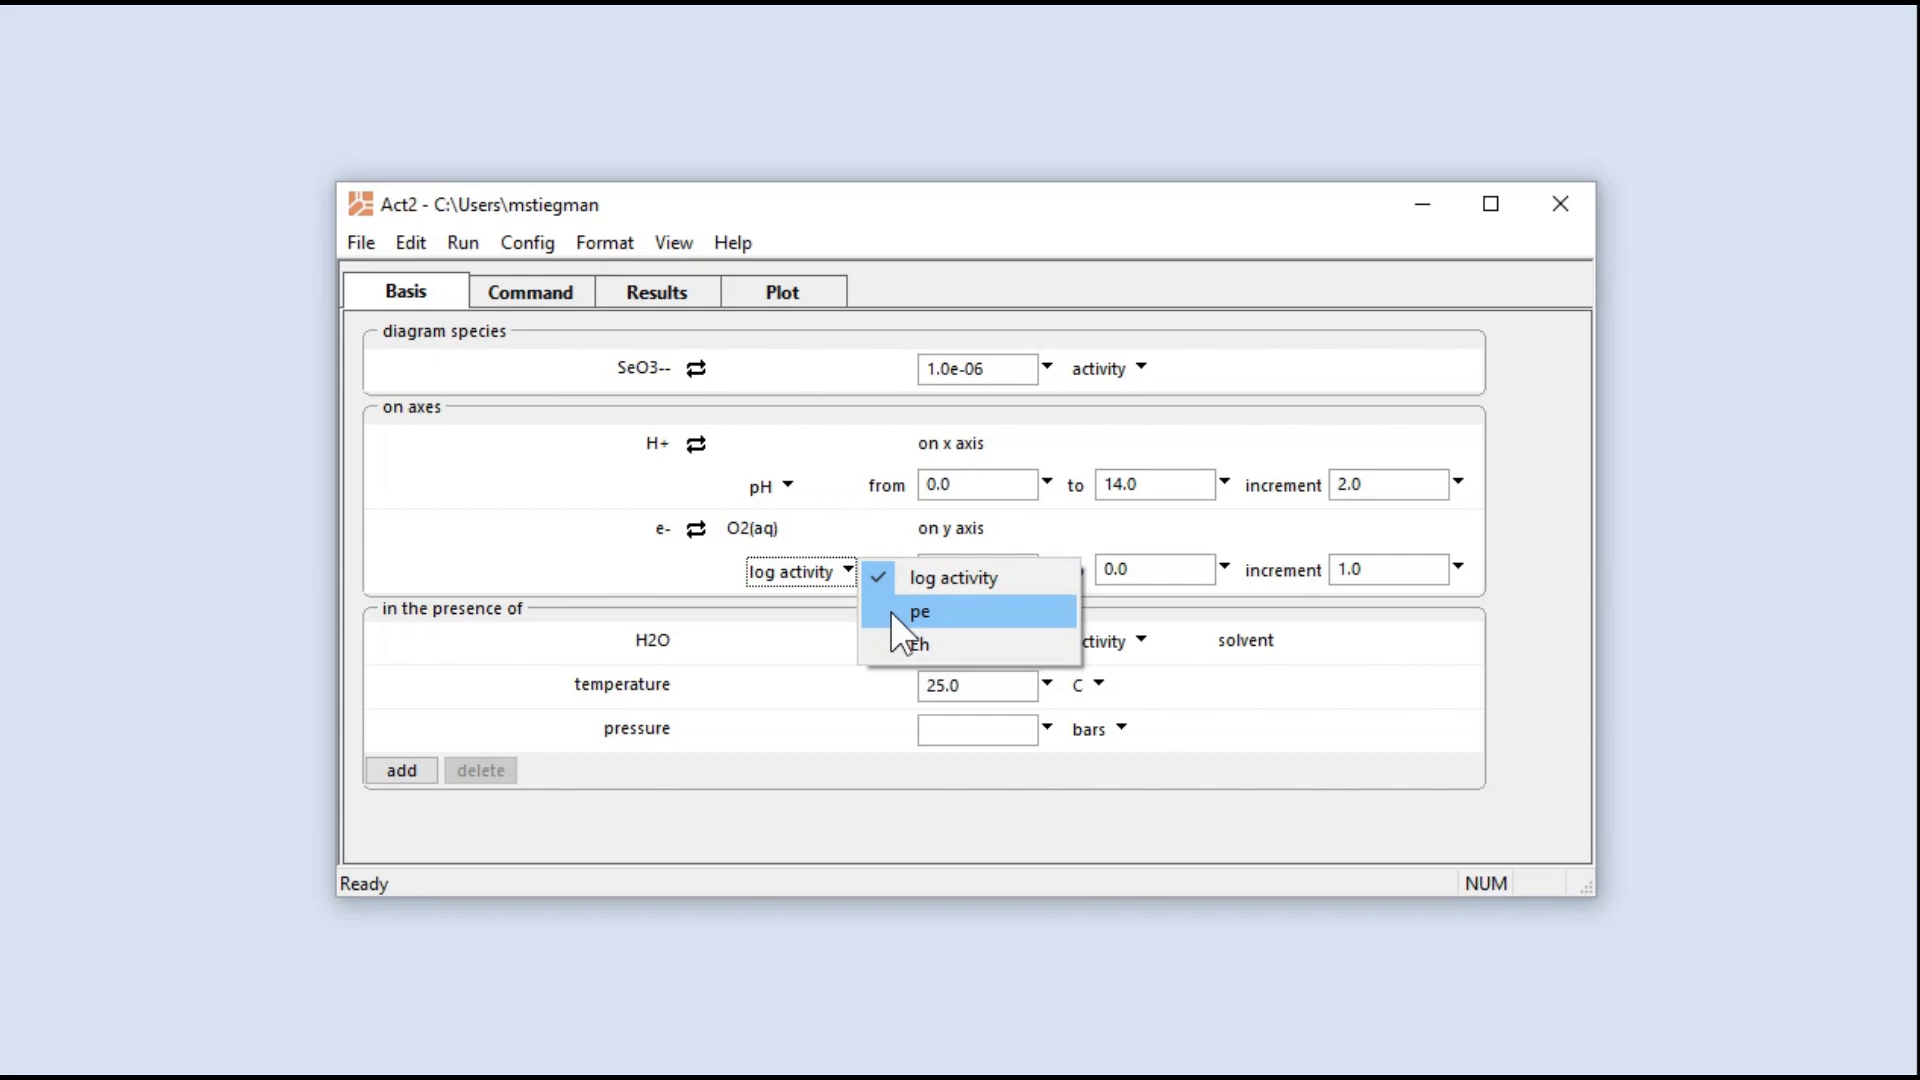 Act2 - C:\Users\mstiegman
File Edit Run Config Format View Help
Basis Command Results Plot
diagram species
SeO3-- 1.0e-06 activity
on axes
H+ on x axis
pH from 0.0 to 14.0 increment 2.0
e- O2(aq) on y axis
log activity 0.0 increment 1.0
log activity
pe
Eh
in the presence of
H2O ctivity solvent
temperature 25.0 C
pressure bars
add delete
Ready NUM